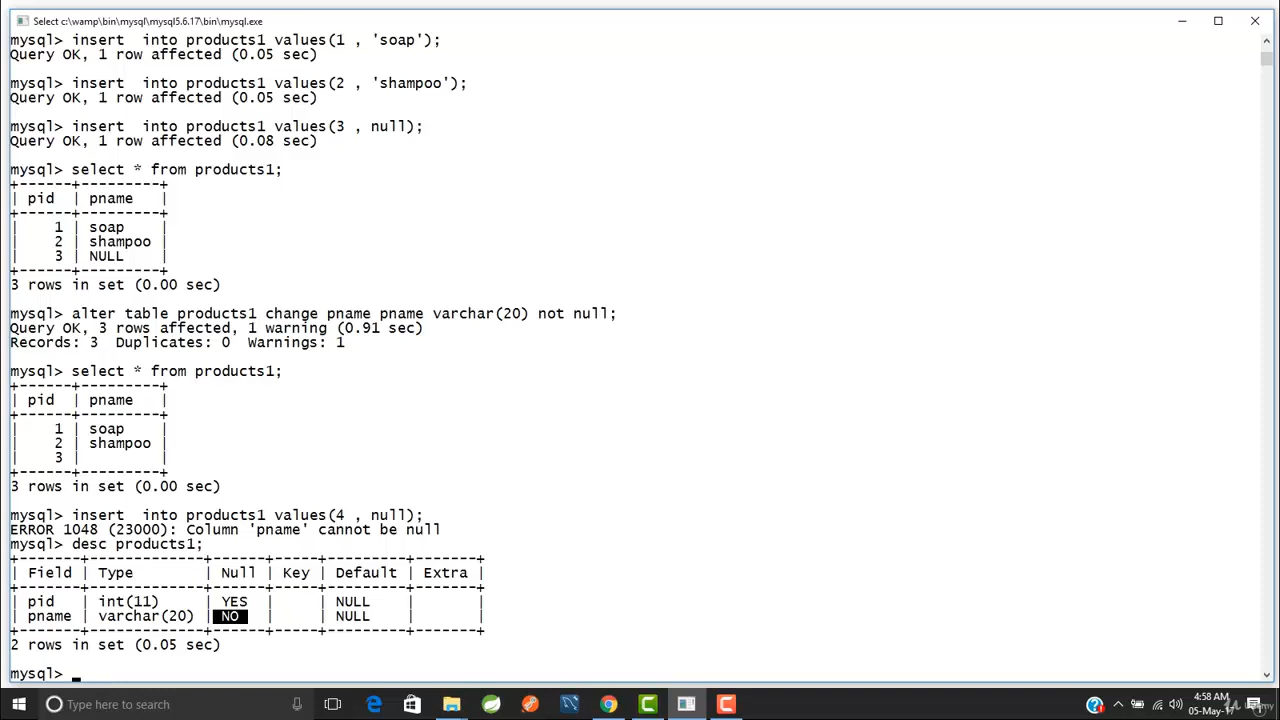 Select c:\wamp\bin\mysql\mysql5.6.17\bin\mysql.exe
mysql> insert  into products1 values(1 , 'soap');
Query OK, 1 row affected (0.05 sec)
mysql> insert  into products1 values(2 , 'shampoo');
Query OK, 1 row affected (0.05 sec)
mysql> insert  into products1 values(3 , null);
Query OK, 1 row affected (0.08 sec)
mysql> select * from products1;
+------+---------+
| pid  | pname   |
+------+---------+
|    1 | soap    |
|    2 | shampoo |
|    3 | NULL    |
+------+---------+
3 rows in set (0.00 sec)
mysql> alter table products1 change pname pname varchar(20) not null;
Query OK, 3 rows affected, 1 warning (0.91 sec)
Records: 3  Duplicates: 0  Warnings: 1
mysql> select * from products1;
+------+---------+
| pid  | pname   |
+------+---------+
|    1 | soap    |
|    2 | shampoo |
|    3 |         |
+------+---------+
3 rows in set (0.00 sec)
mysql> insert  into products1 values(4 , null);
ERROR 1048 (23000): Column 'pname' cannot be null
mysql> desc products1;
+-------+-------------+------+-----+---------+-------+
| Field | Type        | Null | Key | Default | Extra |
+-------+-------------+------+-----+---------+-------+
| pid   | int(11)     | YES  |     | NULL    |       |
| pname | varchar(20) | NO   |     | NULL    |       |
+-------+-------------+------+-----+---------+-------+
2 rows in set (0.05 sec)
mysql> _
Type here to search
4:58 AM
05-May-1